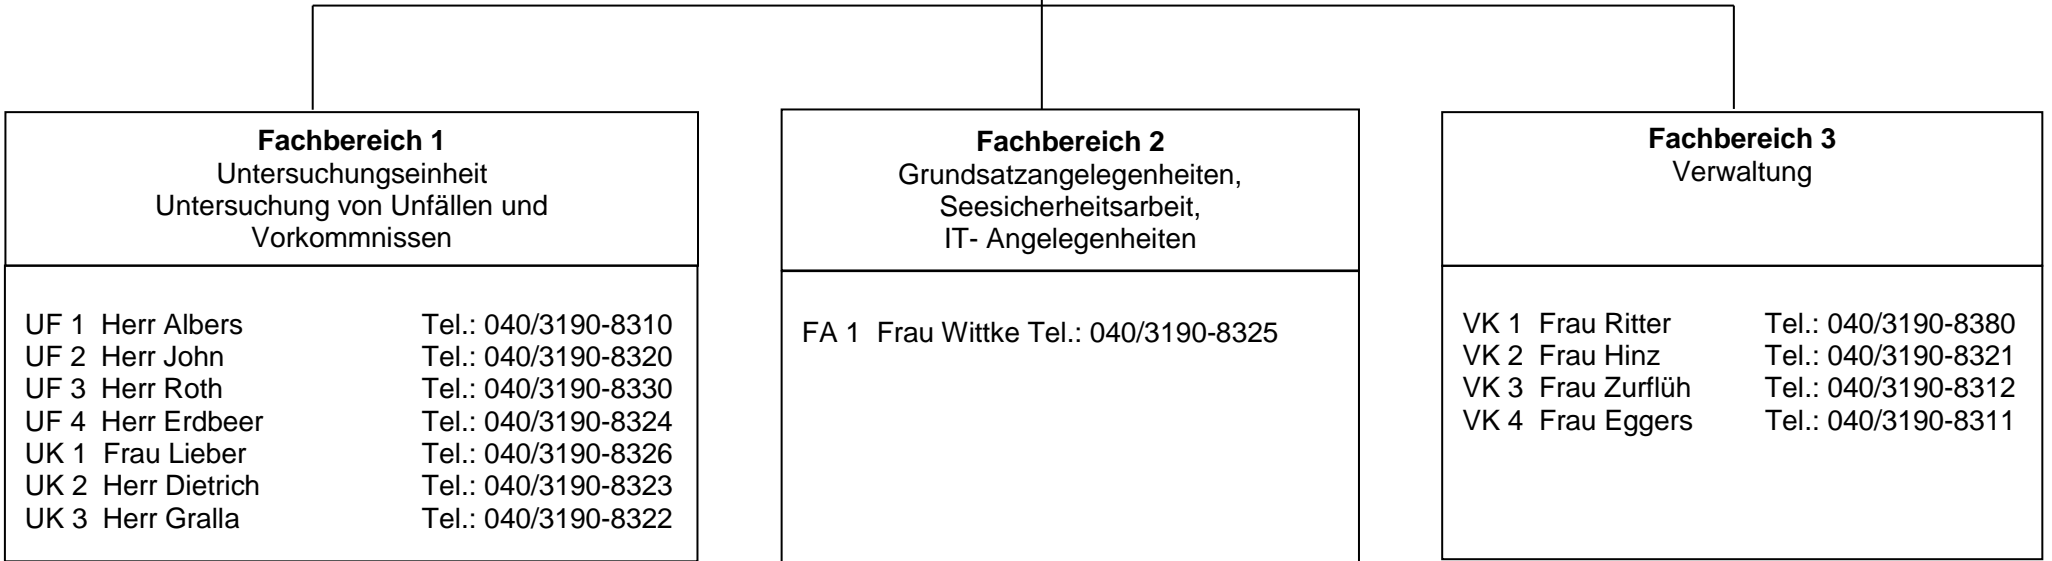 Fachbereich 1
Untersuchungseinheit
Untersuchung von Unfällen und
Vorkommnissen
UF 1 Herr Albers Tel.: 040/3190-8310
UF 2 Herr John Tel.: 040/3190-8320
UF 3 Herr Roth Tel.: 040/3190-8330
UF 4 Herr Erdbeer Tel.: 040/3190-8324
UK 1 Frau Lieber Tel.: 040/3190-8326
UK 2 Herr Dietrich Tel.: 040/3190-8323
UK 3 Herr Gralla Tel.: 040/3190-8322
Fachbereich 2
Grundsatzangelegenheiten,
Seesicherheitsarbeit,
IT- Angelegenheiten
FA 1 Frau Wittke Tel.: 040/3190-8325
Fachbereich 3
Verwaltung
VK 1 Frau Ritter Tel.: 040/3190-8380
VK 2 Frau Hinz Tel.: 040/3190-8321
VK 3 Frau Zurflüh Tel.: 040/3190-8312
VK 4 Frau Eggers Tel.: 040/3190-8311